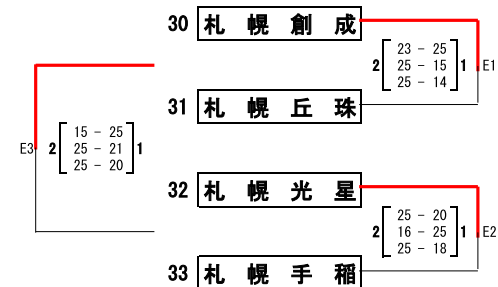 30 札幌創成
23 - 25
2 25 - 15 1 E1
25 - 14
31 札幌丘珠
15 - 25
E3 2 25 - 21 1
25 - 20
32 札幌光星
25 - 20
2 16 - 25 1 E2
25 - 18
33 札幌手稲